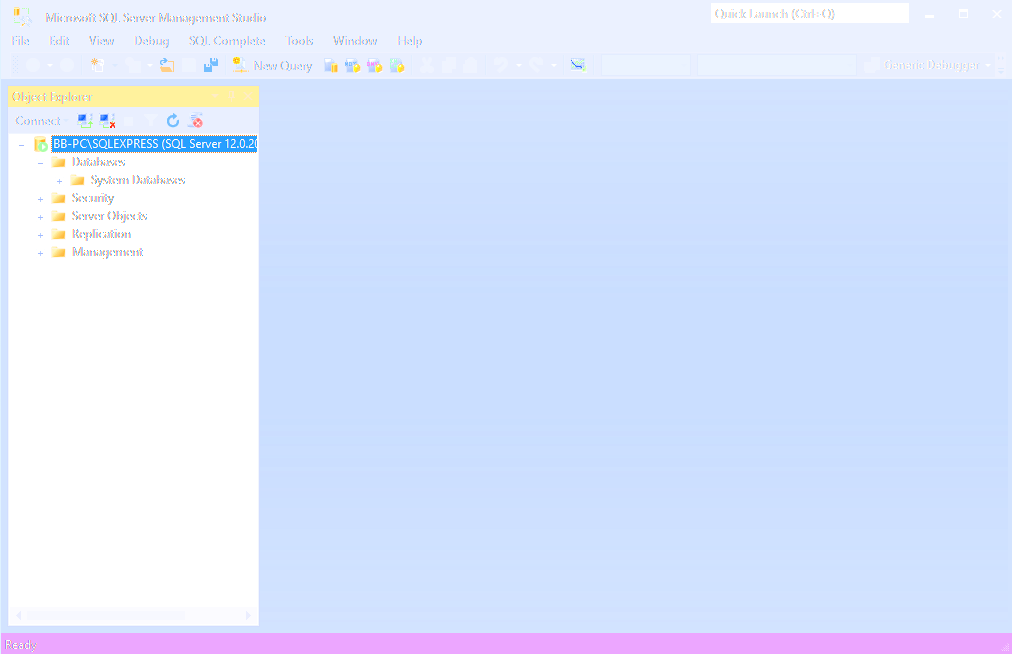 Microsoft SQL Server Management Studio
Quick Launch (Ctrl+Q)
File Edit View Debug SQL Complete Tools Window Help
New Query Generic Debugger
Object Explorer
Connect
BB-PC\SQLEXPRESS (SQL Server 12.0.20
Databases
System Databases
Security
Server Objects
Replication
Management
Ready